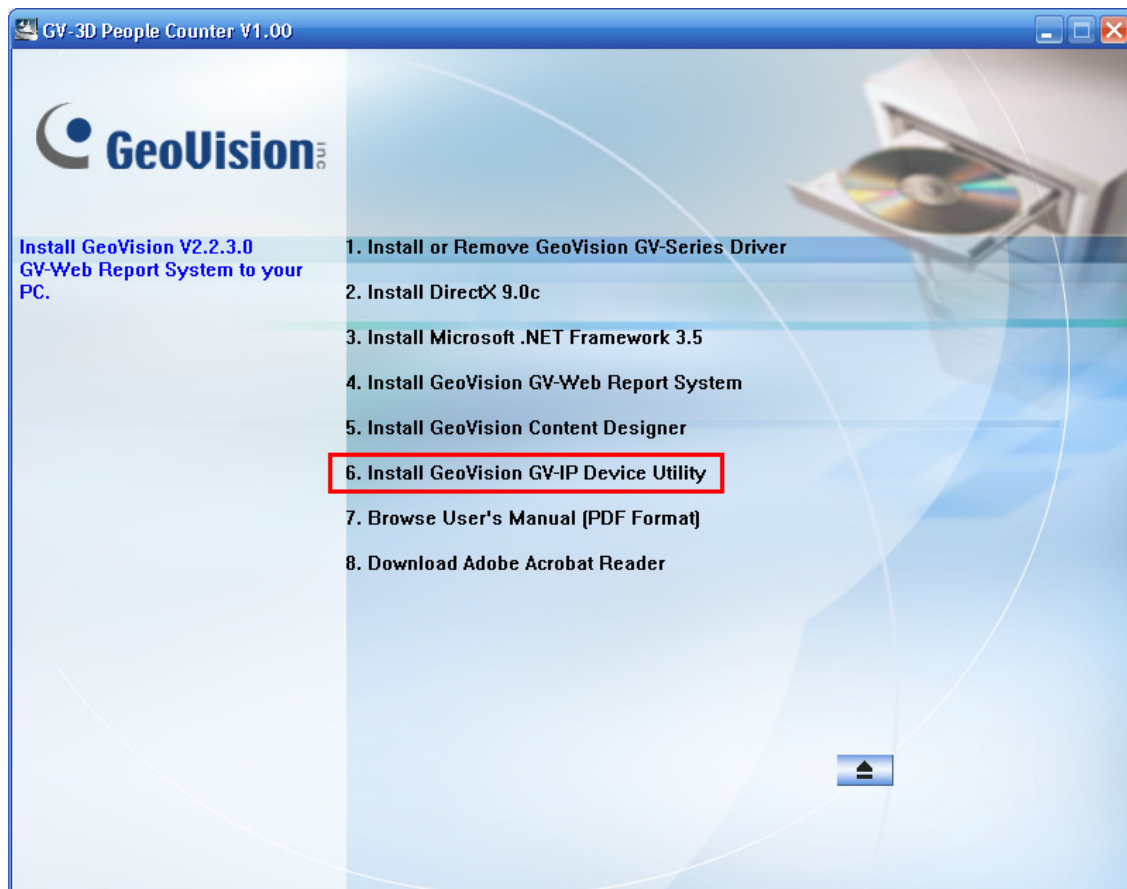 GV-3D People Counter V1.00
GeoVision inc
Install GeoVision V2.2.3.0
GV-Web Report System to your
PC.
1. Install or Remove GeoVision GV-Series Driver
2. Install DirectX 9.0c
3. Install Microsoft .NET Framework 3.5
4. Install GeoVision GV-Web Report System
5. Install GeoVision Content Designer
6. Install GeoVision GV-IP Device Utility
7. Browse User's Manual (PDF Format)
8. Download Adobe Acrobat Reader